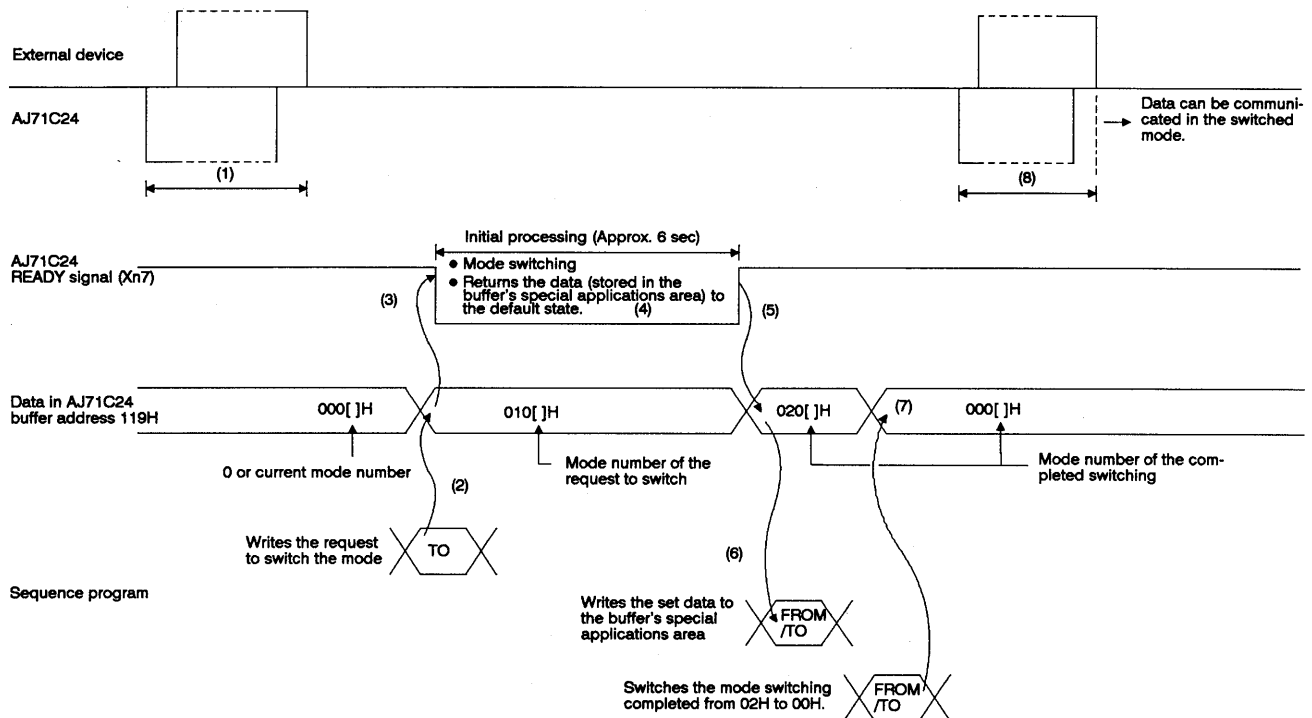 External device
AJ71C24
Data can be communi-
cated in the switched
mode.
(1)
(8)
AJ71C24
READY signal (Xn7)
Initial processing (Approx. 6 sec)
● Mode switching
● Returns the data (stored in the
buffer's special applications area) to
the default state.
(4)
(3)
(5)
Data in AJ71C24
buffer address 119H
000[ ]H
010[ ]H
020[ ]H
(7)
000[ ]H
0 or current mode number
(2)
Mode number of the
request to switch
Mode number of the com-
pleted switching
Writes the request
to switch the mode
TO
(6)
Sequence program
Writes the set data to
the buffer's special
applications area
FROM
/TO
Switches the mode switching
completed from 02H to 00H.
FROM
/TO